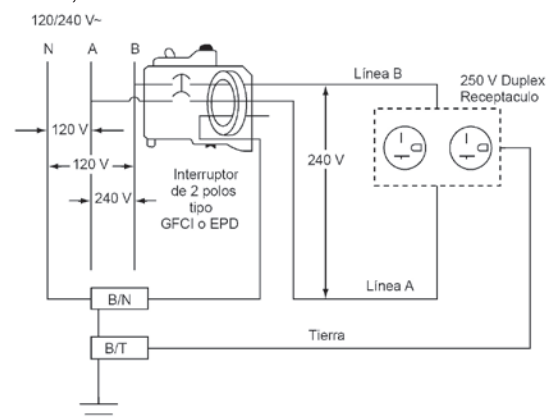 120/240 V~
N A B
Línea B
250 V Duplex
Receptaculo
120 V
120 V
240 V
240 V
Interruptor
de 2 polos
tipo
GFCI o EPD
Línea A
B/N
Tierra
B/T